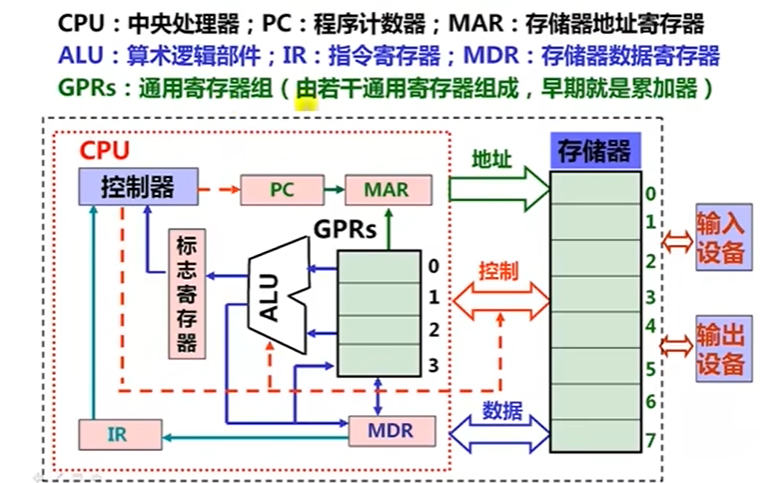 CPU：中央处理器；PC：程序计数器；MAR：存储器地址寄存器
ALU：算术逻辑部件；IR：指令寄存器；MDR：存储器数据寄存器
GPRs：通用寄存器组（由若干通用寄存器组成，早期就是累加器）
CPU
控制器
PC
MAR
地址
存储器
GPRs
标志寄存器
ALU
0
1
2
3
控制
0
1
2
3
4
5
6
7
输入
设备
输出
设备
IR
MDR
数据